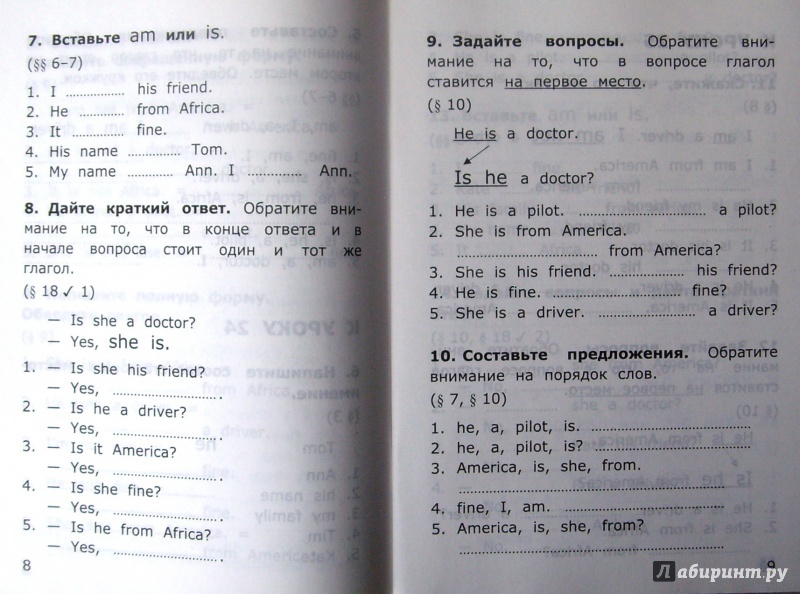 7. Вставьте am или is.
(§§ 6–7)
1. I ............... his friend.
2. He ............... from Africa.
3. It ............... fine.
4. His name ............... Tom.
5. My name ............... Ann. I ............... Ann.
8. Дайте краткий ответ. Обратите вни-
мание на то, что в конце ответа и в
начале вопроса стоит один и тот же
глагол.
(§ 18 ✓ 1)
— Is she a doctor?
— Yes, she is.
1. — Is she his friend?
— Yes, ...............
2. — Is he a driver?
— Yes, ...............
3. — Is it America?
— Yes, ...............
4. — Is she fine?
— Yes, ...............
5. — Is he from Africa?
— Yes, ...............
8
9. Задайте вопросы. Обратите вни-
мание на то, что в вопросе глагол
ставится на первое место.
(§ 10)
He is a doctor.
Is he a doctor?
1. He is a pilot. ............... a pilot?
2. She is from America.
............... from America?
3. She is his friend. ............... his friend?
4. He is fine. ............... fine?
5. She is a driver. ............... a driver?
10. Составьте предложения. Обратите
внимание на порядок слов.
(§ 7, § 10)
1. he, a, pilot, is. ...............
2. he, a, pilot, is? ...............
3. America, is, she, from.
...............
4. fine, I, am. ...............
5. America, is, she, from?
...............
9
Лабиринт.ру